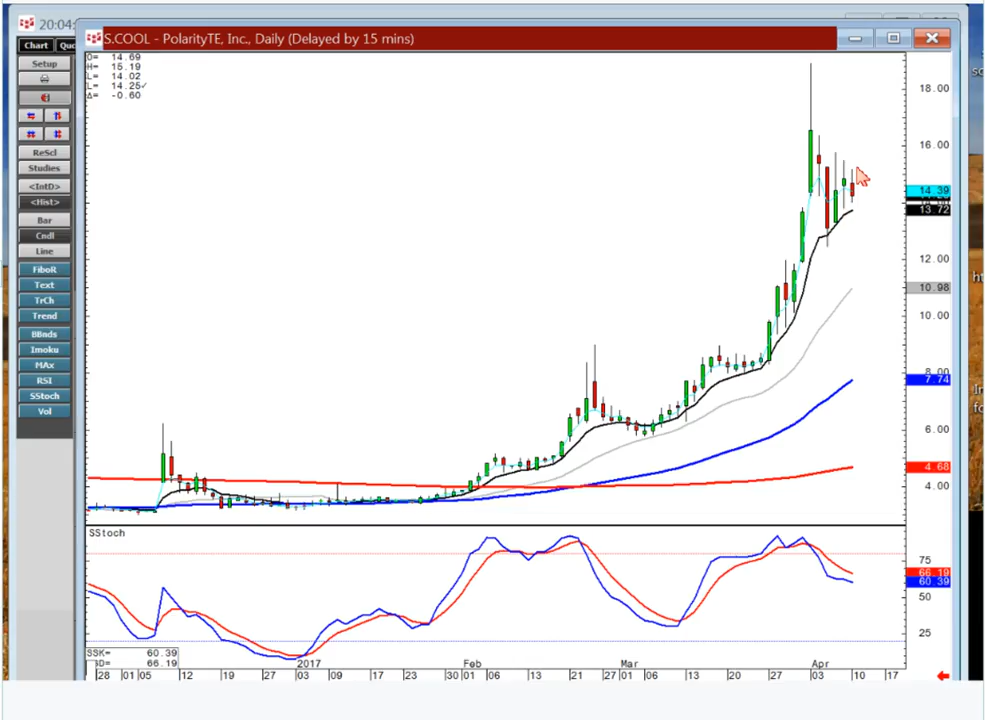 20:04:
S.COOL - PolarityTE, Inc., Daily (Delayed by 15 mins)
Chart Quo
Setup
ReScl
Studies
<IntD>
<Hist>
Bar
Cndl
Line
FiboR
Text
TrCh
Trend
BBnds
Imoku
MAx
RSI
SStoch
Vol
O= 14.69
H= 15.19
L= 14.02
L= 14.25✓
Δ= -0.60
18.00
16.00
14.39
13.72
12.00
10.98
10.00
8.00
7.74
6.00
4.68
4.00
SStoch
75
66.19
60.39
50
25
SSK= 60.39
SD= 66.19
2017 Feb Mar Apr
28 01 05 12 19 27 03 09 17 23 30 01 06 13 21 27 01 06 13 20 27 03 10 17